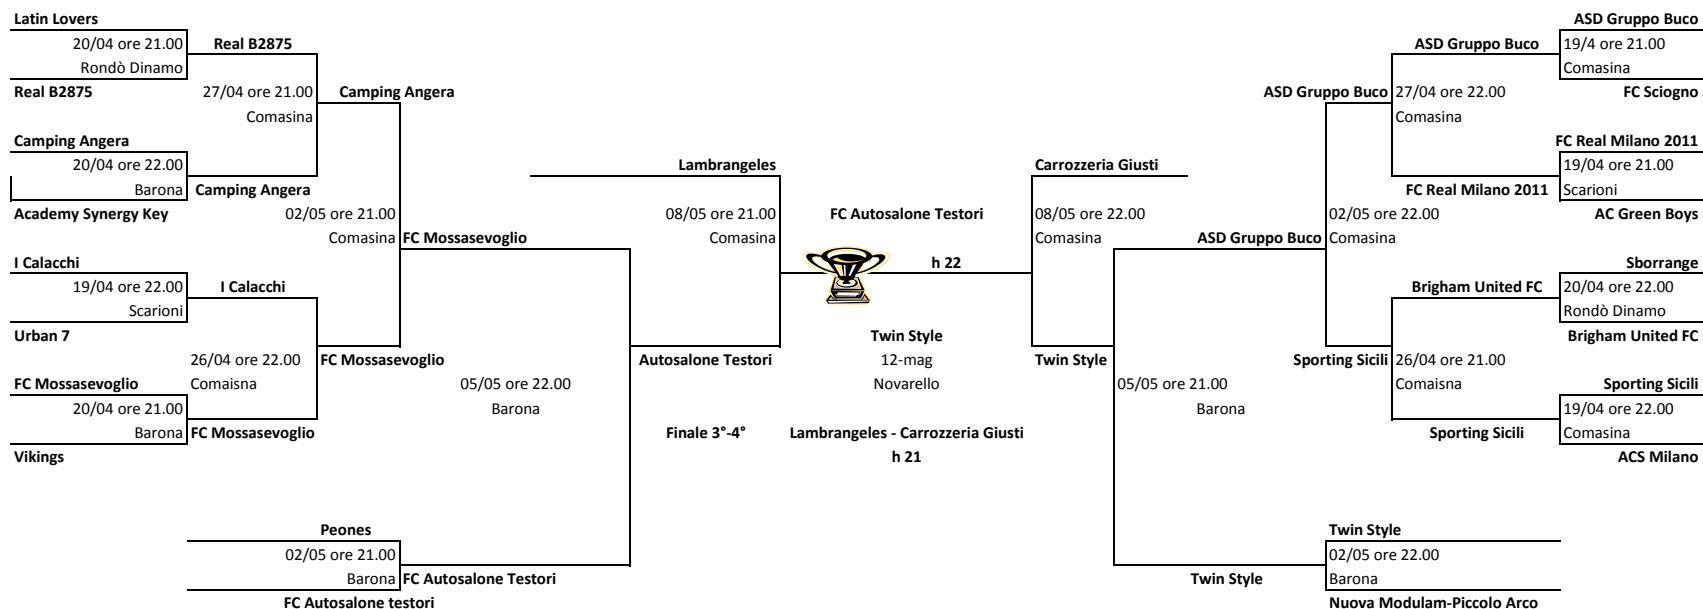 Latin Lovers
ASD Gruppo Buco
20/04 ore 21.00
Real B2875
ASD Gruppo Buco
19/4 ore 21.00
Rondò Dinamo
Comasina
Real B2875
27/04 ore 21.00
Camping Angera
ASD Gruppo Buco
27/04 ore 22.00
FC Sciogno
Comasina
Comasina
Camping Angera
FC Real Milano 2011
20/04 ore 22.00
Lambrangeles
Carrozzeria Giusti
19/04 ore 21.00
Barona
Camping Angera
FC Real Milano 2011
Scarioni
Academy Synergy Key
02/05 ore 21.00
08/05 ore 21.00
FC Autosalone Testori
08/05 ore 22.00
02/05 ore 22.00
AC Green Boys
Comasina
FC Mossasevoglio
Comasina
Comasina
ASD Gruppo Buco
Comasina
I Calacchi
h 22
Sborrange
19/04 ore 22.00
I Calacchi
Brigham United FC
20/04 ore 22.00
Scarioni
Rondò Dinamo
Urban 7
Twin Style
Brigham United FC
26/04 ore 22.00
FC Mossasevoglio
Autosalone Testori
12-mag
Twin Style
Sporting Sicili
26/04 ore 21.00
FC Mossasevoglio
Comaisna
05/05 ore 22.00
Novarello
05/05 ore 21.00
Comaisna
Sporting Sicili
20/04 ore 21.00
Barona
Barona
19/04 ore 22.00
Barona
FC Mossasevoglio
Finale 3°-4°
Lambrangeles - Carrozzeria Giusti
Sporting Sicili
Comasina
Vikings
h 21
ACS Milano
Peones
Twin Style
02/05 ore 21.00
02/05 ore 22.00
Barona
FC Autosalone Testori
Twin Style
Barona
FC Autosalone testori
Nuova Modulam-Piccolo Arco